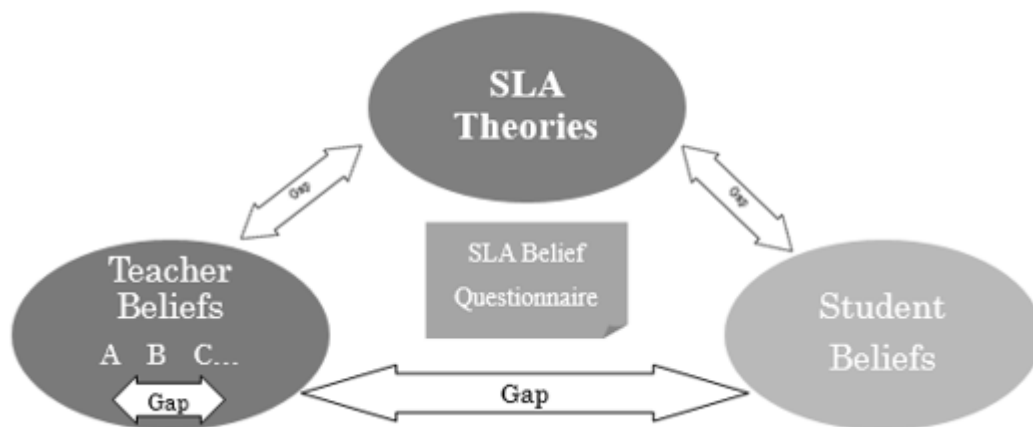 SLA
Theories
Gap
Gap
SLA Belief
Questionnaire
Teacher
Beliefs
A B C...
Gap
Gap
Student
Beliefs